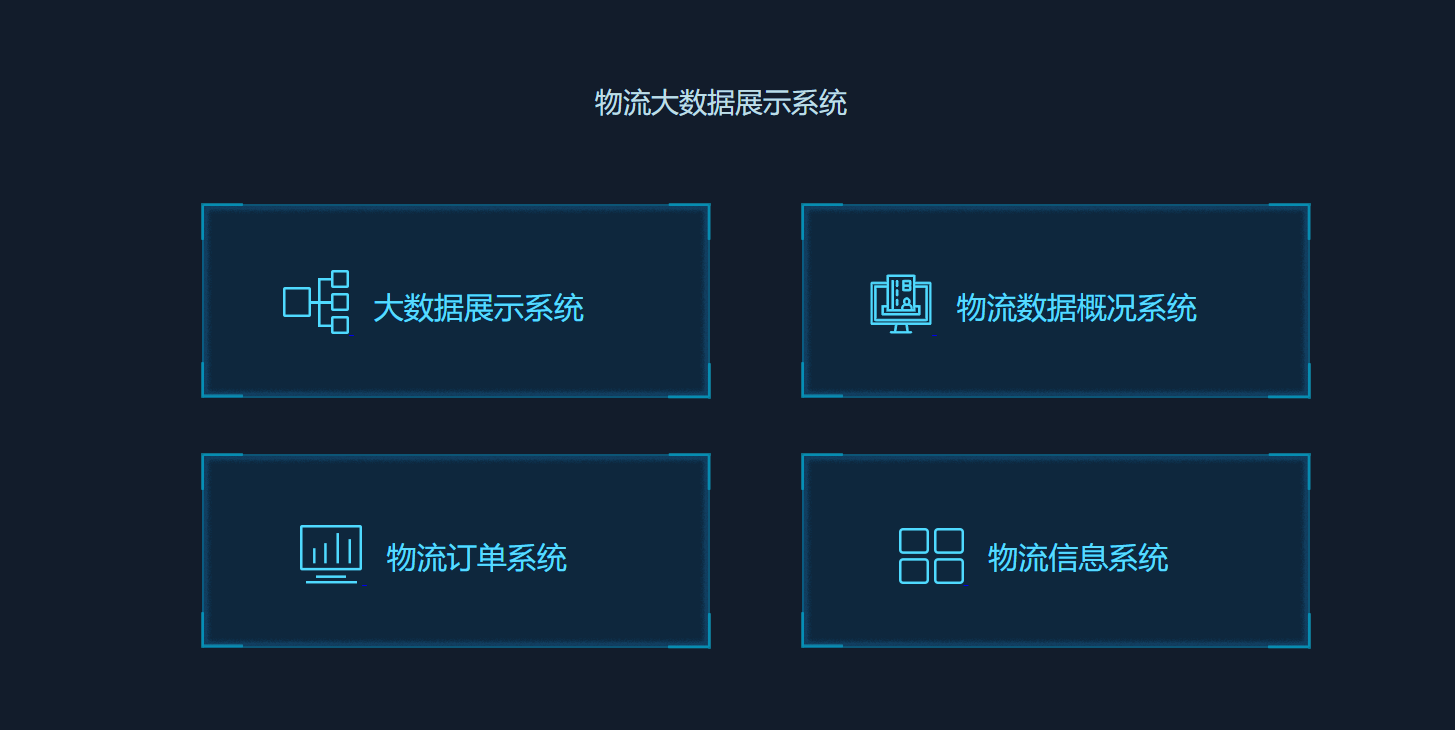 物流大数据展示系统
大数据展示系统
物流数据概况系统
物流订单系统
物流信息系统